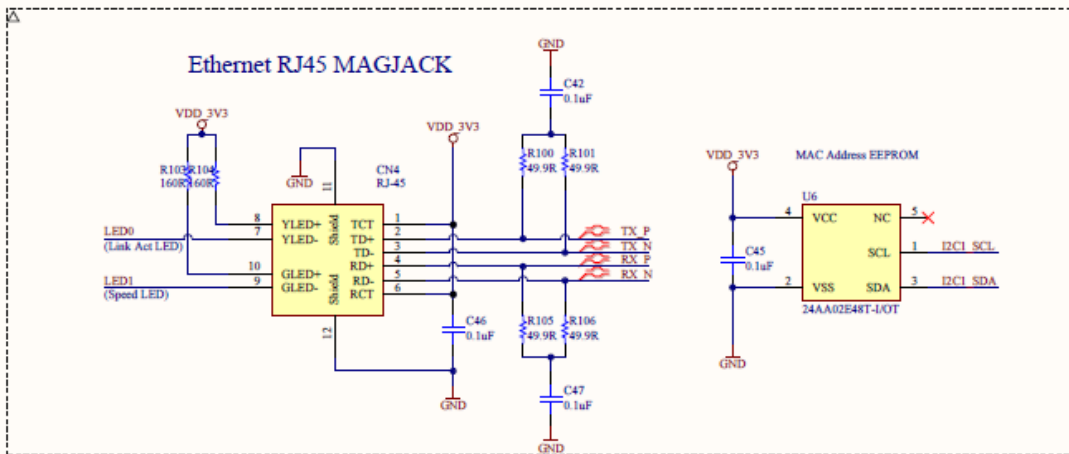 Ethernet RJ45 MAGJACK
GND
C42
0.1uF
VDD_3V3
R103
160R
R104
160R
GND
11
CN4
RJ-45
VDD_3V3
R100
49.9R
R101
49.9R
8
YLED+
Shield
TCT
1
LED0
7
YLED-
TD+
2
TX_P
(Link Act LED)
TD-
3
TX_N
RD+
4
RX_P
10
GLED+
RD-
5
RX_N
LED1
9
GLED-
Shield
RCT
6
(Speed LED)
12
C46
0.1uF
R105
49.9R
R106
49.9R
GND
C47
0.1uF
GND
MAC Address EEPROM
VDD_3V3
U6
4
VCC
NC
5
C45
0.1uF
SCL
1
I2C1_SCL
2
VSS
SDA
3
I2C1_SDA
24AA02E48T-I/OT
GND